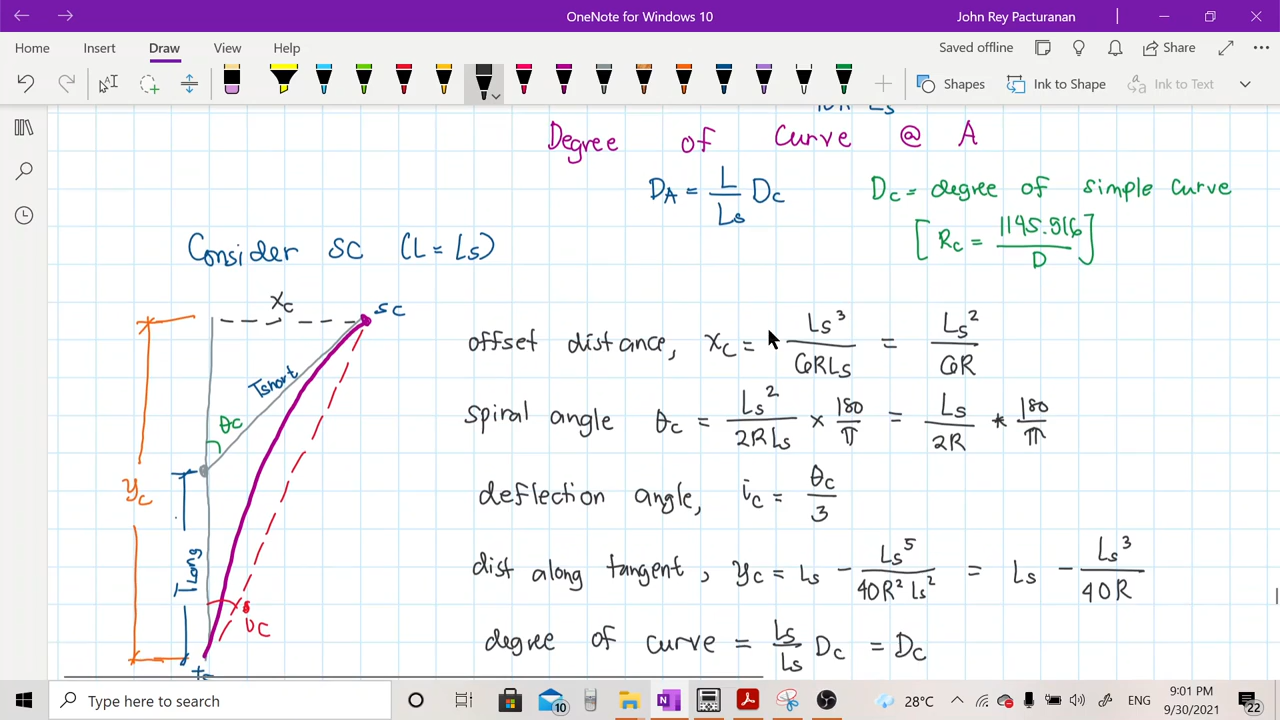 OneNote for Windows 10
John Rey Pacturanan
Home Insert Draw View Help
Saved offline
Share
Shapes
Ink to Shape
Ink to Text
Degree of Curve @ A
D_A = L/Ls Dc
Dc = degree of simple curve
[Rc = 1145.916/D]
Consider SC (L = Ls)
xc
SC
Tshort
θc
yc
TLong
ic
offset distance, xc = Ls³/6RLs = Ls²/6R
spiral angle θc = Ls²/2RLs × 180/π = Ls/2R * 180/π
deflection angle, ic = θc/3
dist along tangent, yc = Ls - Ls⁵/40R²Ls² = Ls - Ls³/40R
degree of curve = Ls/Ls Dc = Dc
Type here to search
10
28°C
ENG
9:01 PM
9/30/2021
22